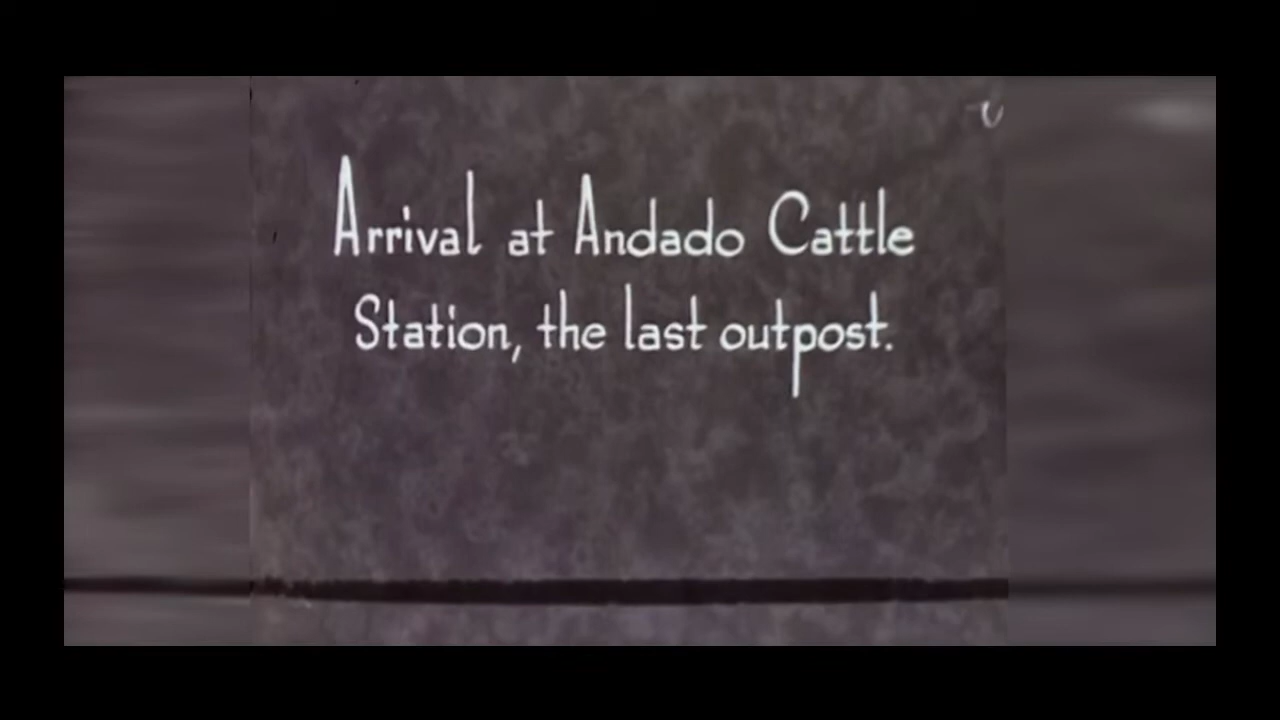 Arrival at Andado Cattle
Station, the last outpost.